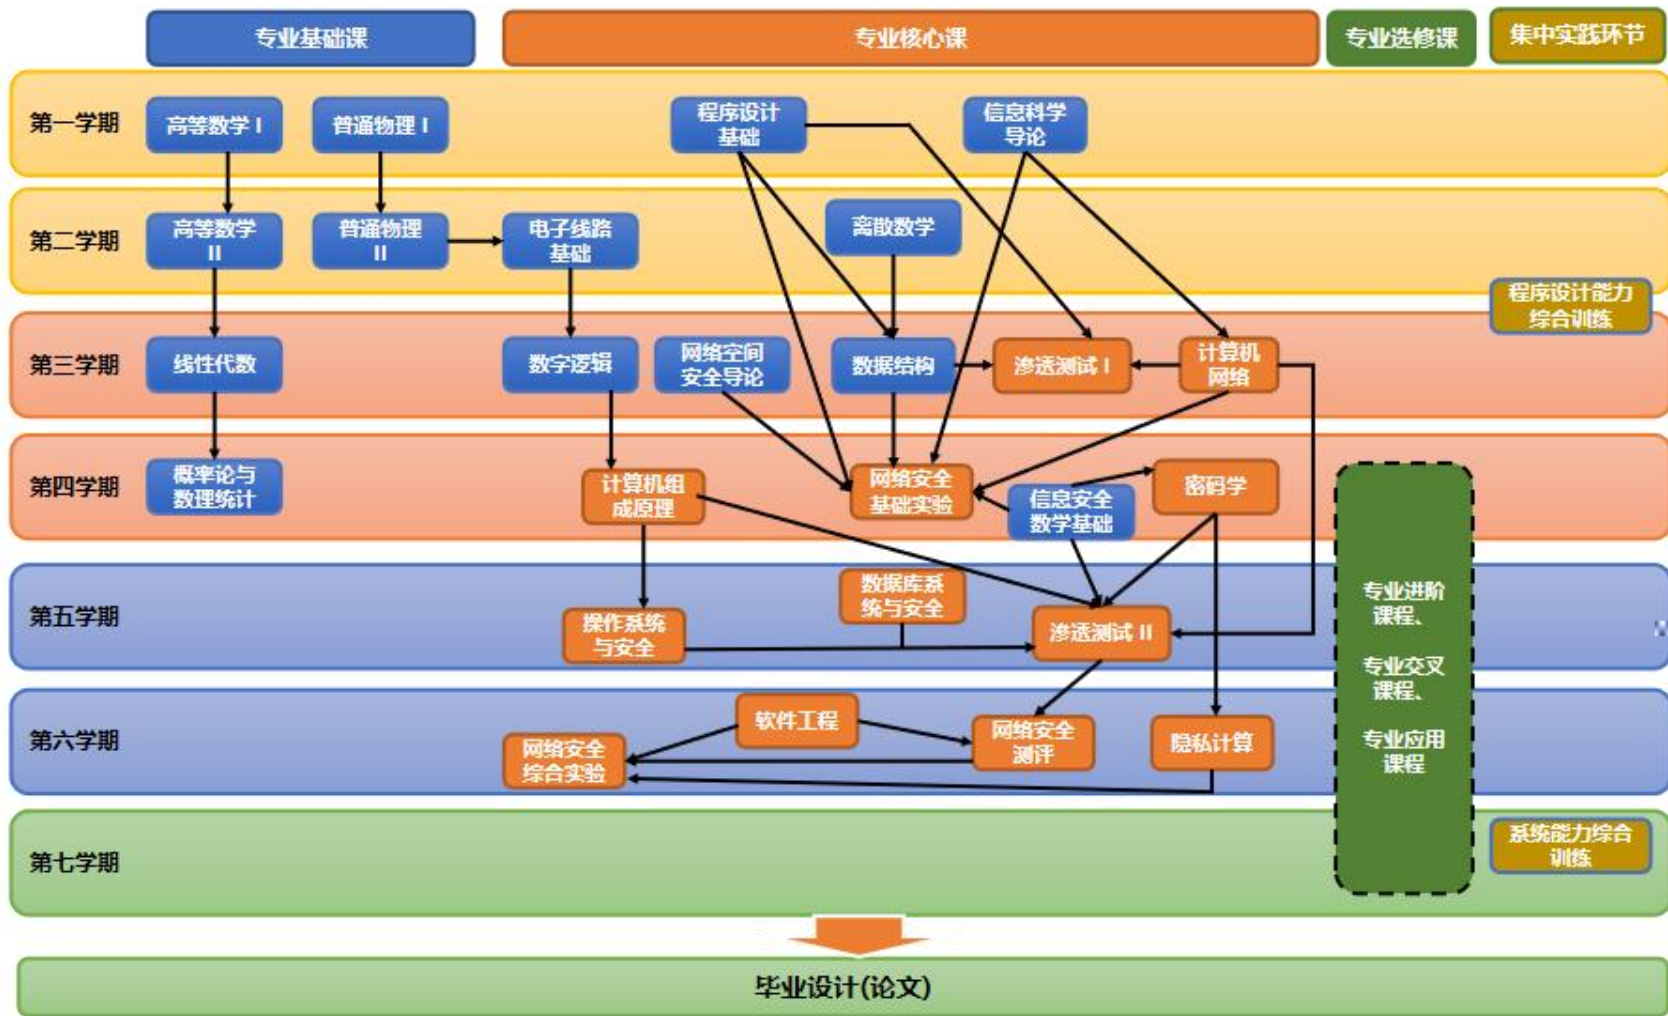 专业基础课
专业核心课
专业选修课
集中实践环节
第一学期
高等数学 I
普通物理 I
程序设计
基础
信息科学
导论
第二学期
高等数学
II
普通物理
II
电子线路
基础
离散数学
程序设计能力
综合训练
第三学期
线性代数
数字逻辑
网络空间
安全导论
数据结构
渗透测试 I
计算机
网络
第四学期
概率论与
数理统计
计算机组
成原理
网络安全
基础实验
信息安全
数学基础
密码学
第五学期
操作系统
与安全
数据库系
统与安全
渗透测试 II
专业进阶
课程、
专业交叉
课程、
专业应用
课程
第六学期
网络安全
综合实验
软件工程
网络安全
测评
隐私计算
第七学期
系统能力综合
训练
毕业设计(论文)